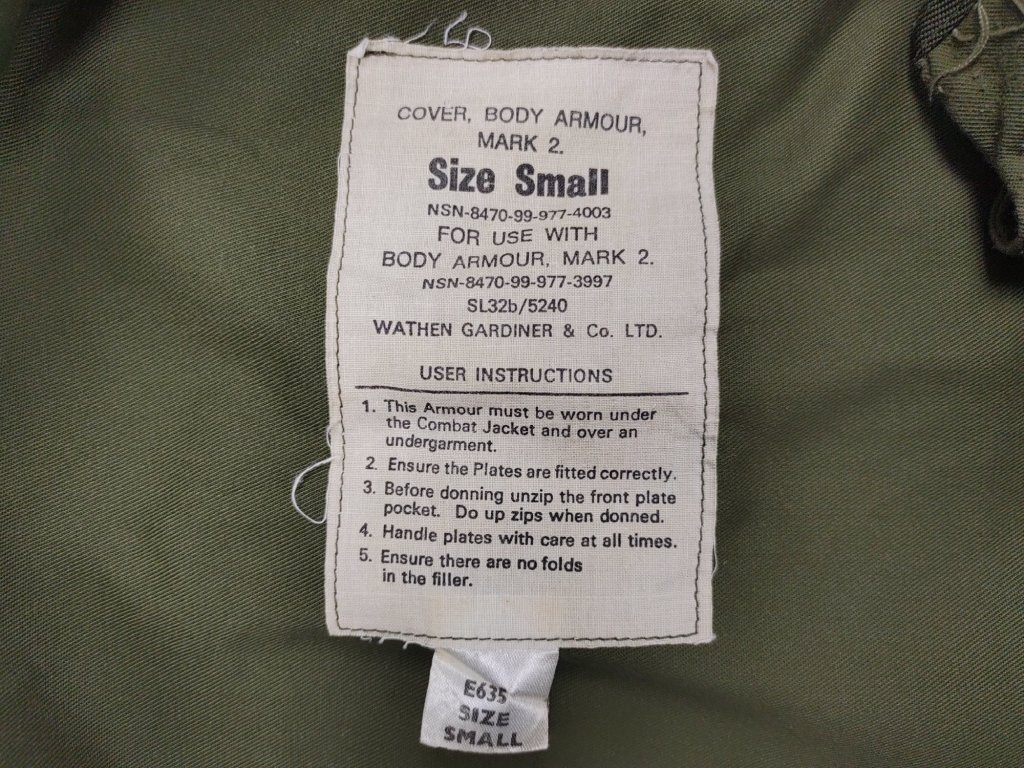 COVER, BODY ARMOUR,
MARK 2.
Size Small
NSN-8470-99-977-4003
FOR USE WITH
BODY ARMOUR, MARK 2.
NSN-8470-99-977-3997
SL32b/5240
WATHEN GARDINER & Co. LTD.
USER INSTRUCTIONS
1. This Armour must be worn under
the Combat Jacket and over an
undergarment.
2. Ensure the Plates are fitted correctly.
3. Before donning unzip the front plate
pocket. Do up zips when donned.
4. Handle plates with care at all times.
5. Ensure there are no folds
in the filler.
E635
SIZE
SMALL